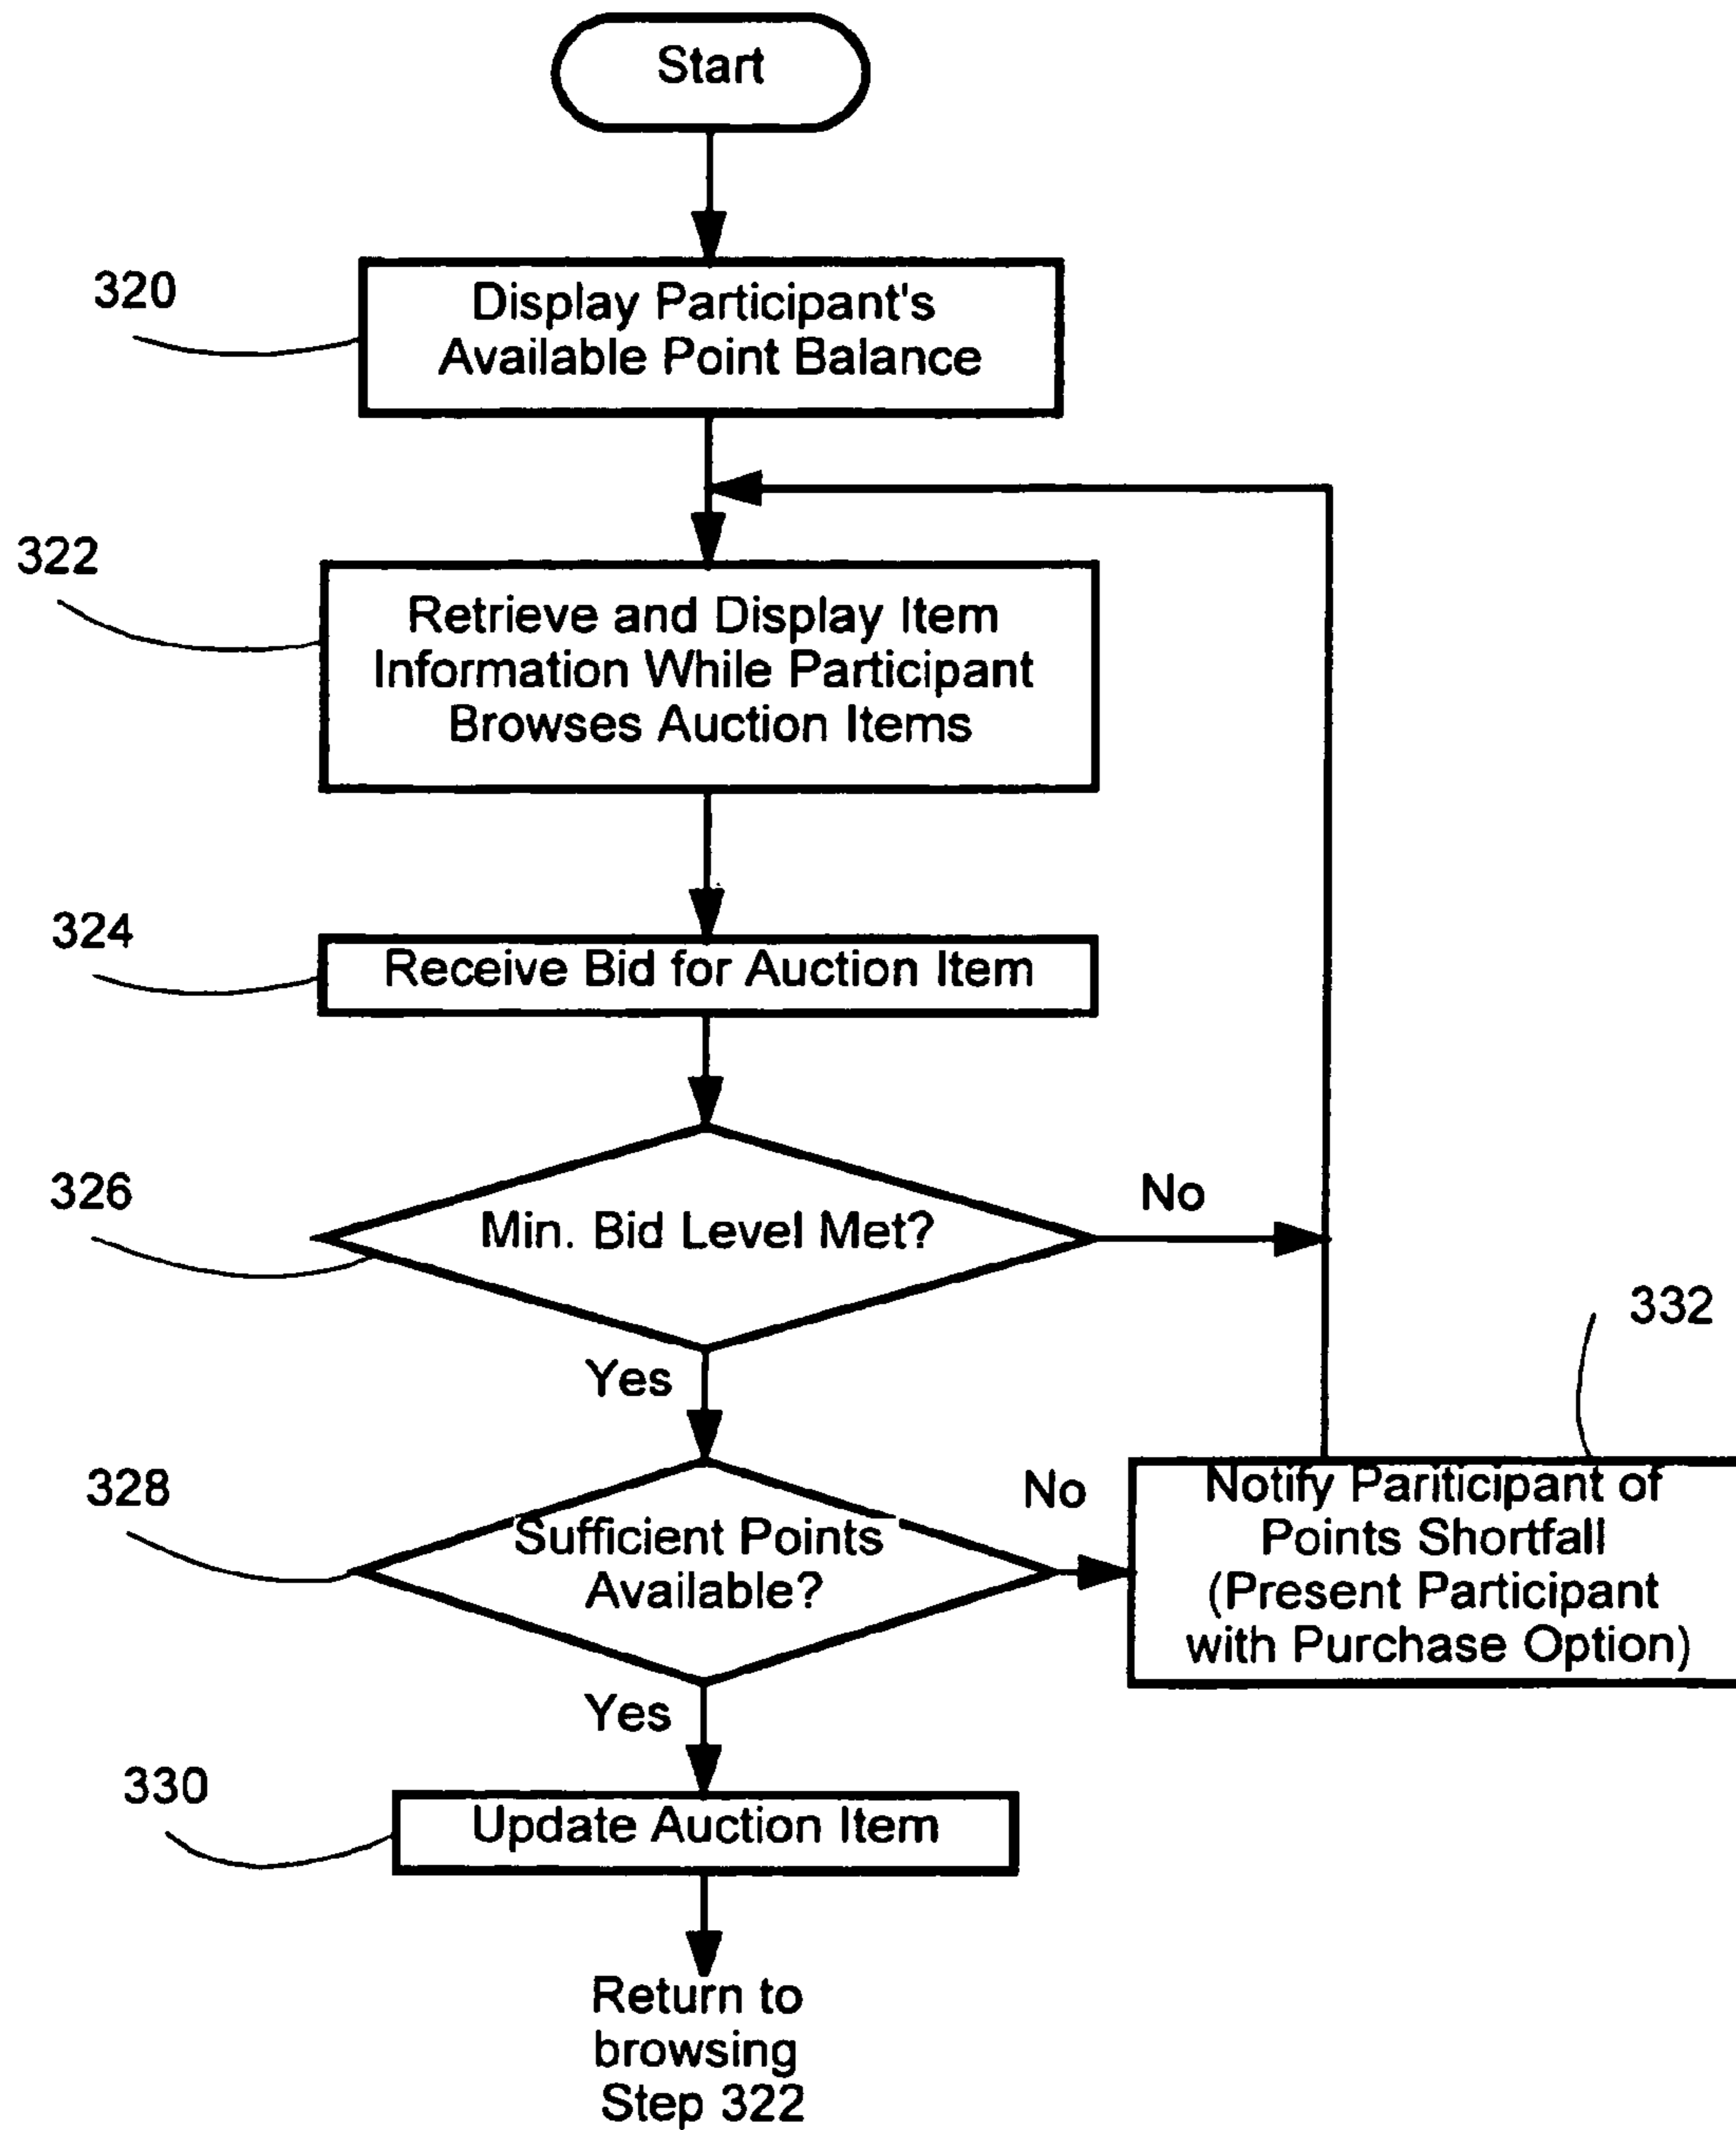 Start
320
Display Participant's
Available Point Balance
322
Retrieve and Display Item
Information While Participant
Browses Auction Items
324
Receive Bid for Auction Item
326
Min. Bid Level Met?
No
Yes
332
328
Sufficient Points
Available?
No
Notify Pariticipant of
Points Shortfall
(Present Participant
with Purchase Option)
Yes
330
Update Auction Item
Return to
browsing
Step 322